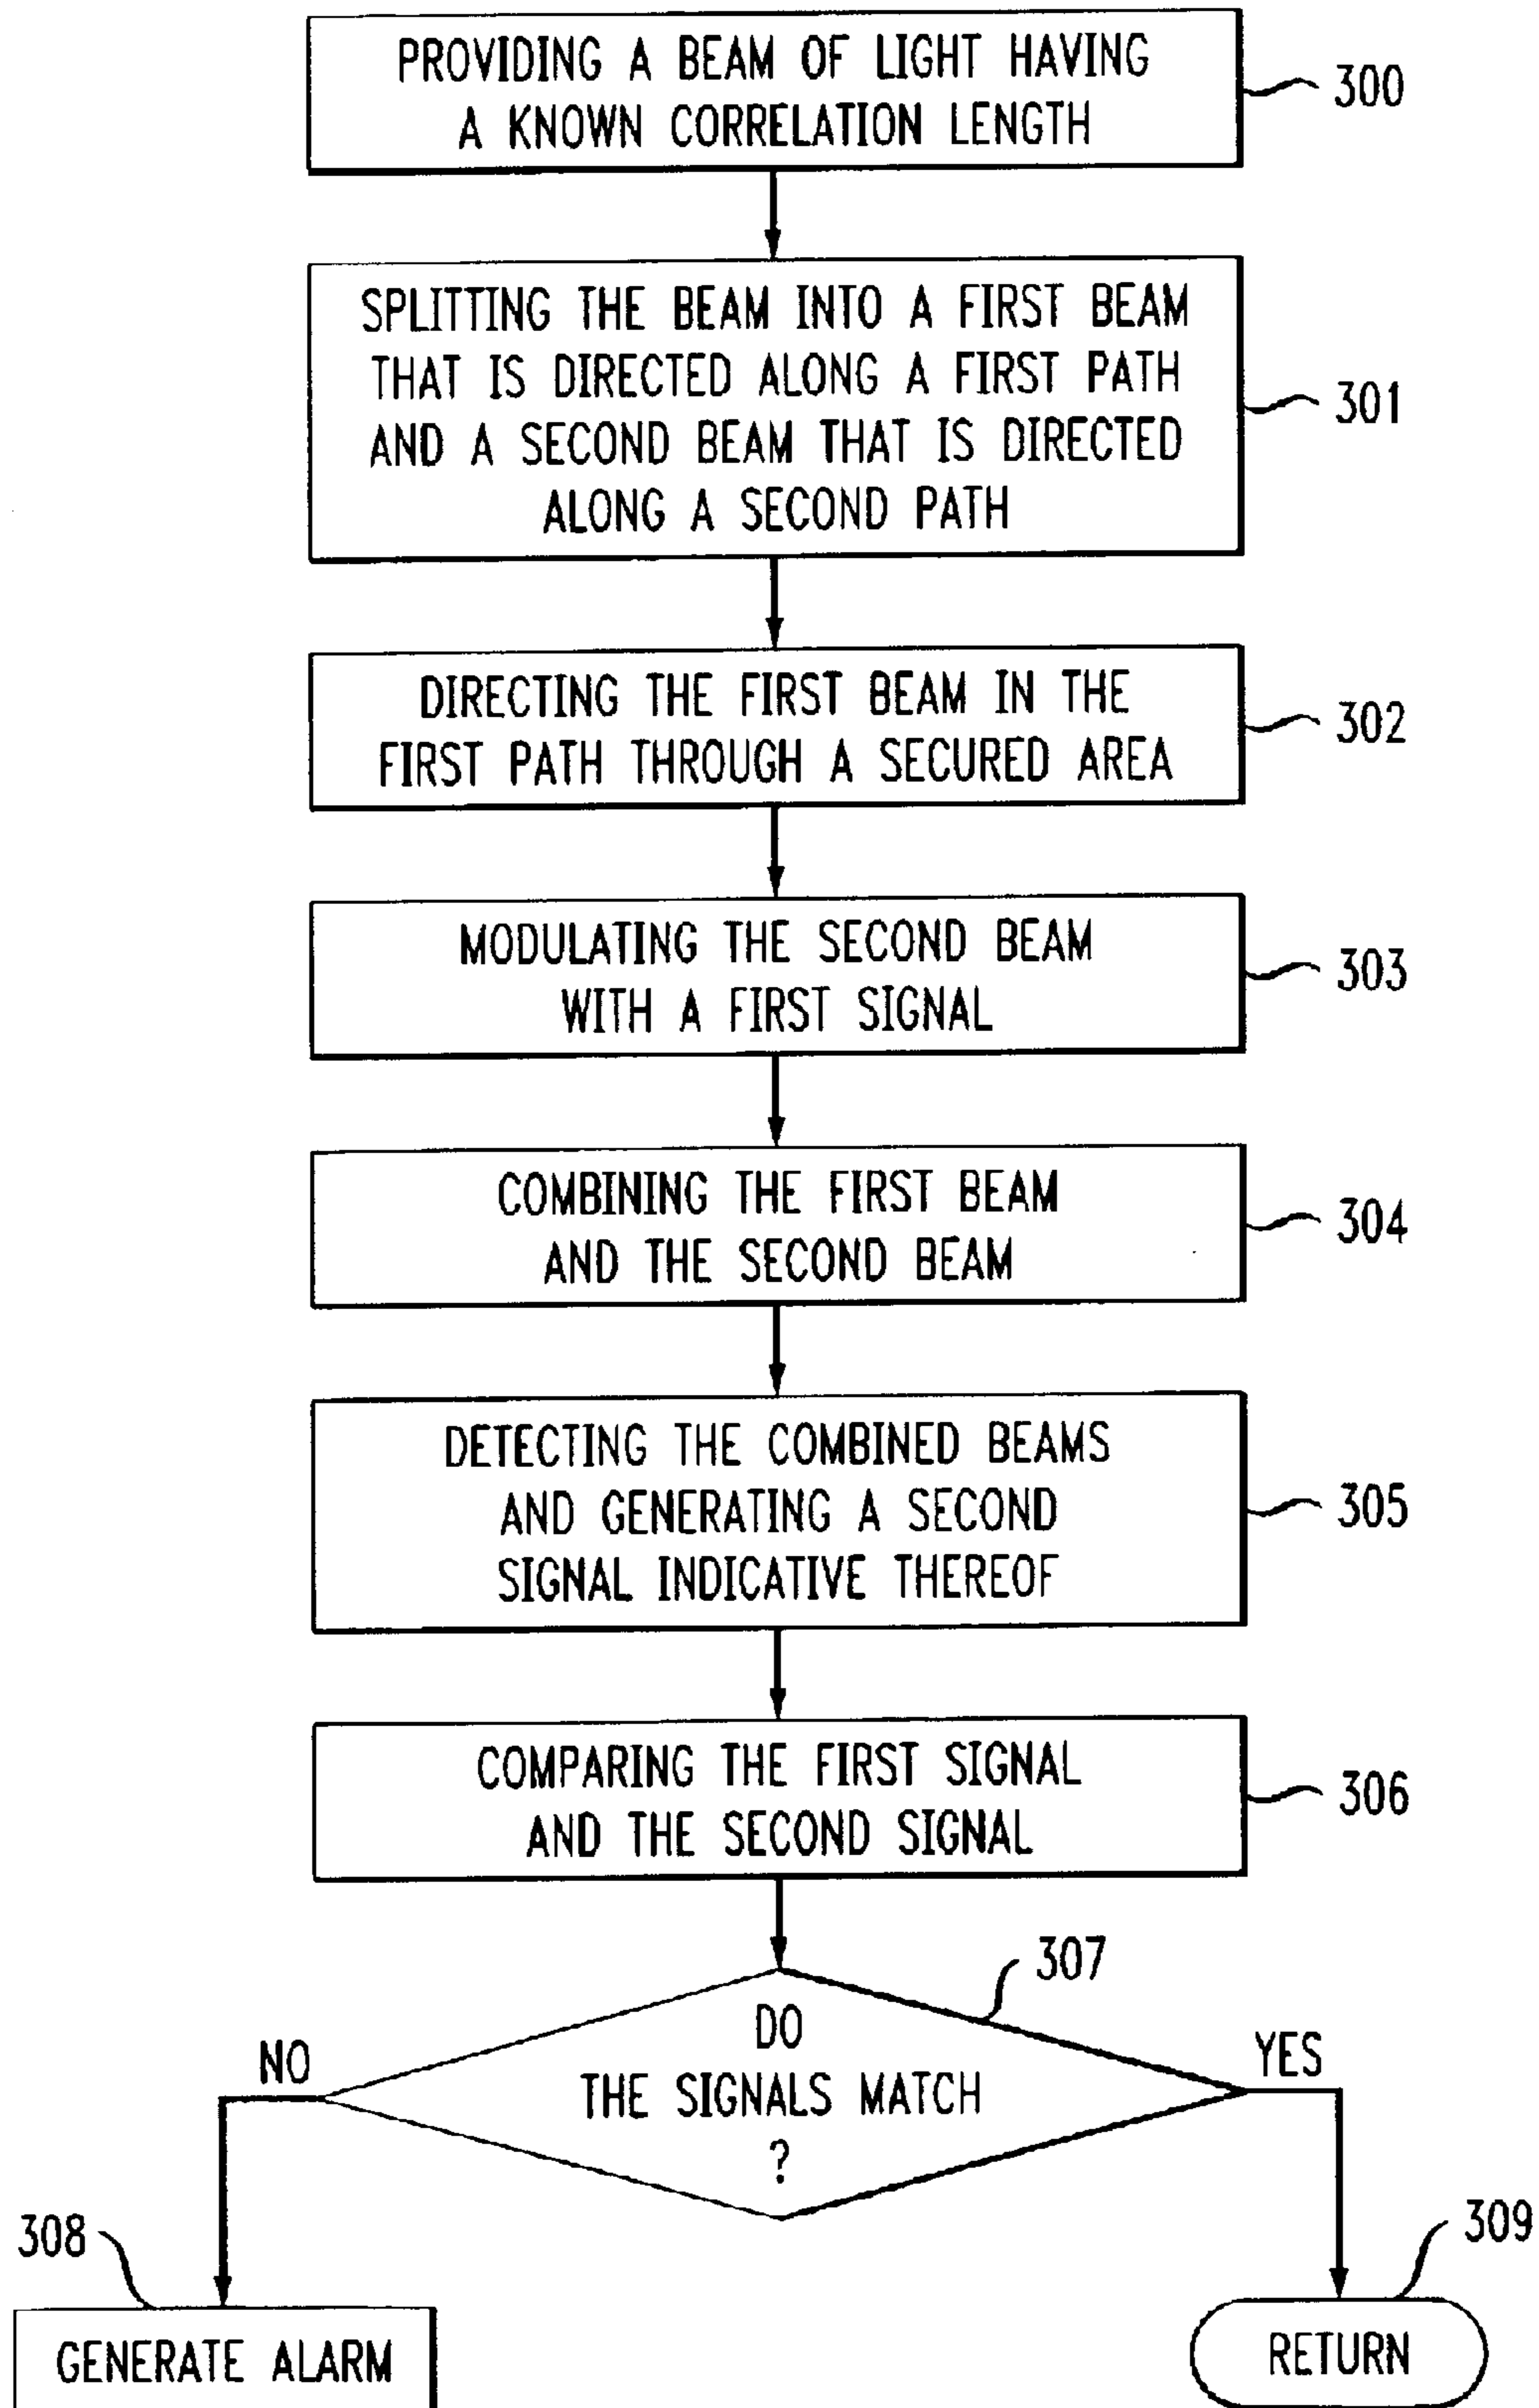 PROVIDING A BEAM OF LIGHT HAVING
A KNOWN CORRELATION LENGTH
300
SPLITTING THE BEAM INTO A FIRST BEAM
THAT IS DIRECTED ALONG A FIRST PATH
AND A SECOND BEAM THAT IS DIRECTED
ALONG A SECOND PATH
301
DIRECTING THE FIRST BEAM IN THE
FIRST PATH THROUGH A SECURED AREA
302
MODULATING THE SECOND BEAM
WITH A FIRST SIGNAL
303
COMBINING THE FIRST BEAM
AND THE SECOND BEAM
304
DETECTING THE COMBINED BEAMS
AND GENERATING A SECOND
SIGNAL INDICATIVE THEREOF
305
COMPARING THE FIRST SIGNAL
AND THE SECOND SIGNAL
306
307
DO
THE SIGNALS MATCH
?
NO
YES
308
309
GENERATE ALARM
RETURN